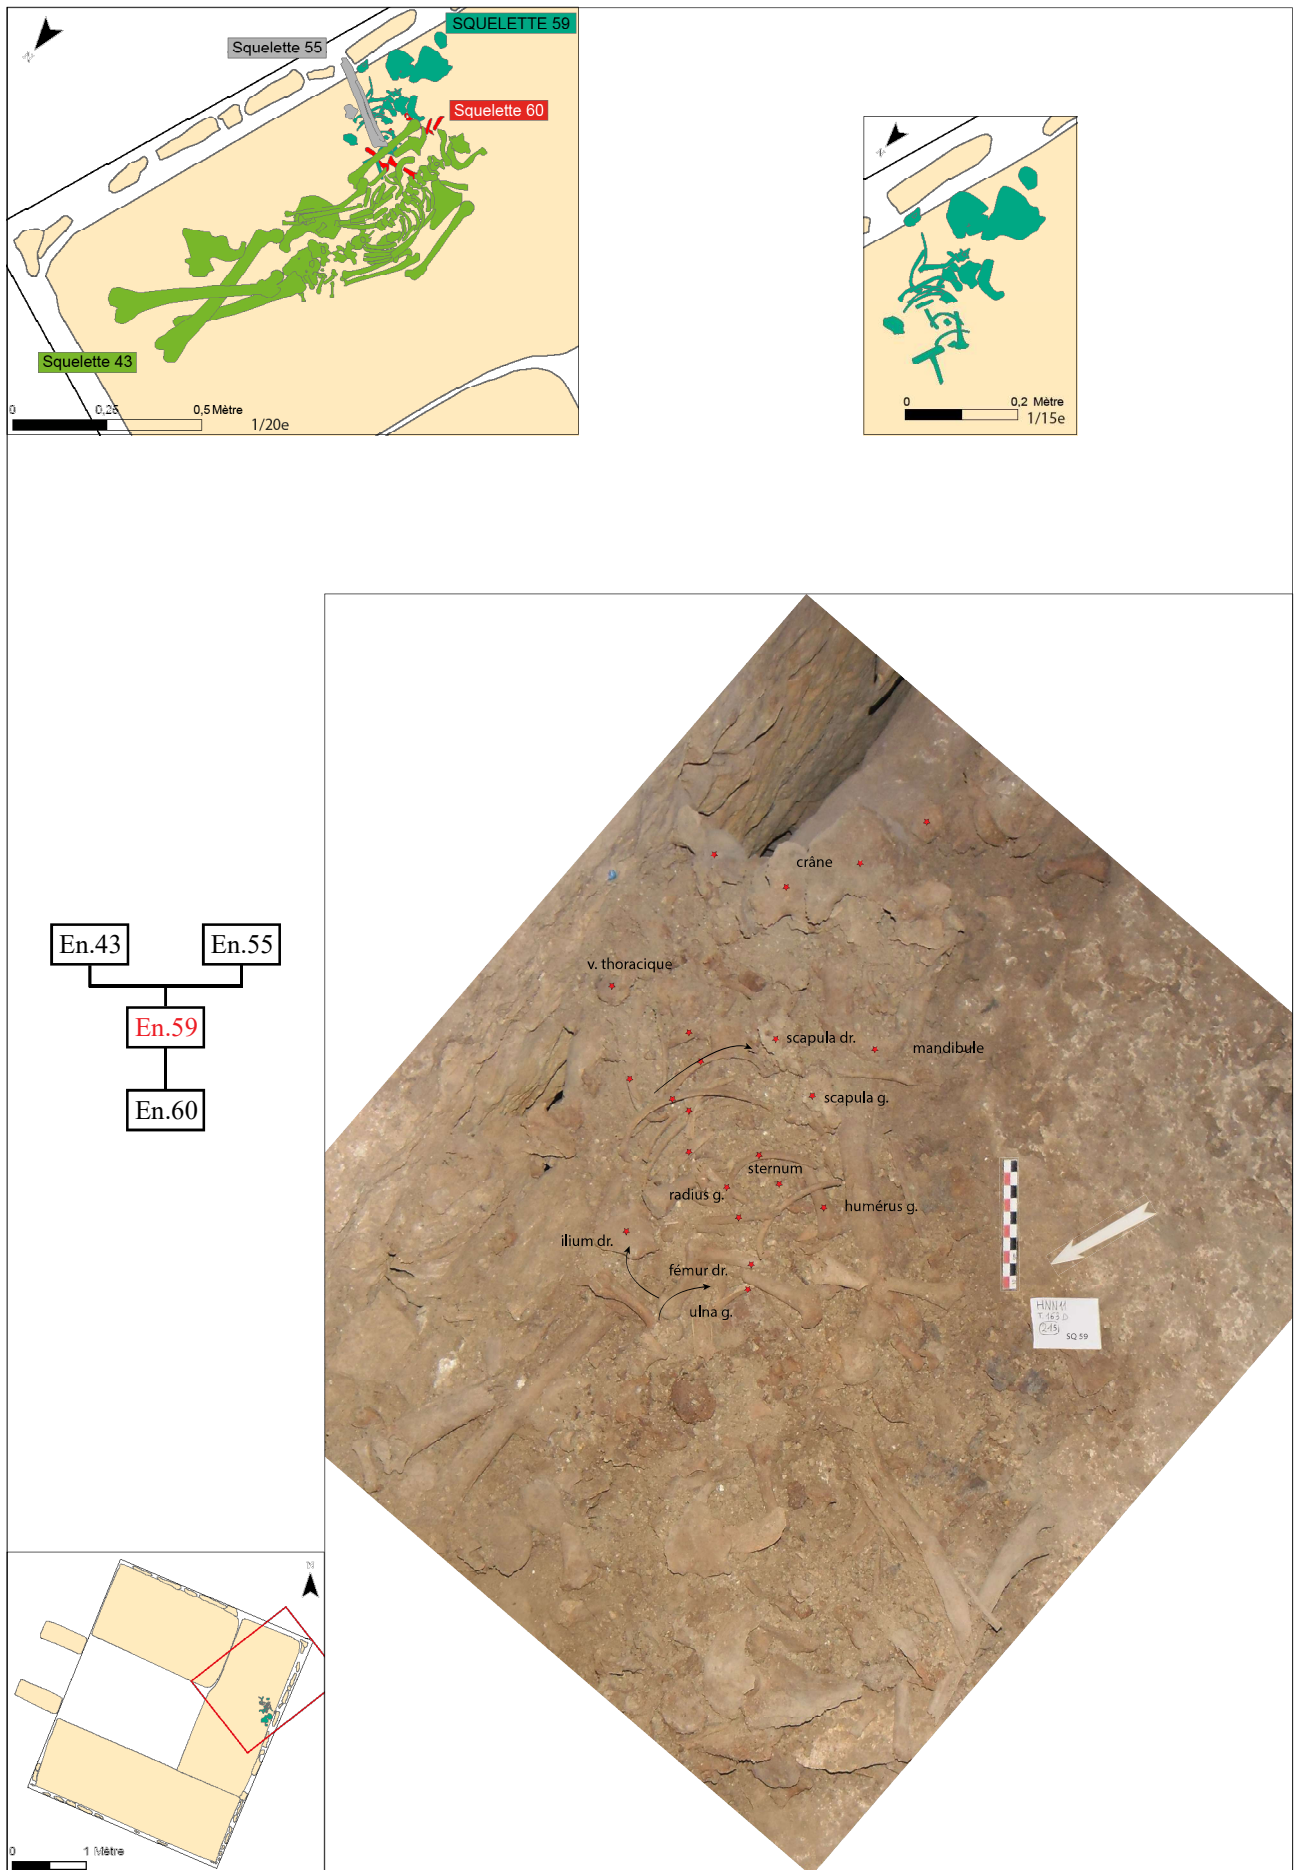 SQUELETTE 59
Squelette 55
Squelette 60
Squelette 43
0 0,25 0,5 Mètre
1/20e
0 0,2 Mètre
1/15e
crâne
v. thoracique
scapula dr.
mandibule
scapula g.
sternum
radius g.
humérus g.
ilium dr.
fémur dr.
ulna g.
HNN11
T.163 D
SQ 59
En.43
En.55
En.59
En.60
N
0 1 Mètre